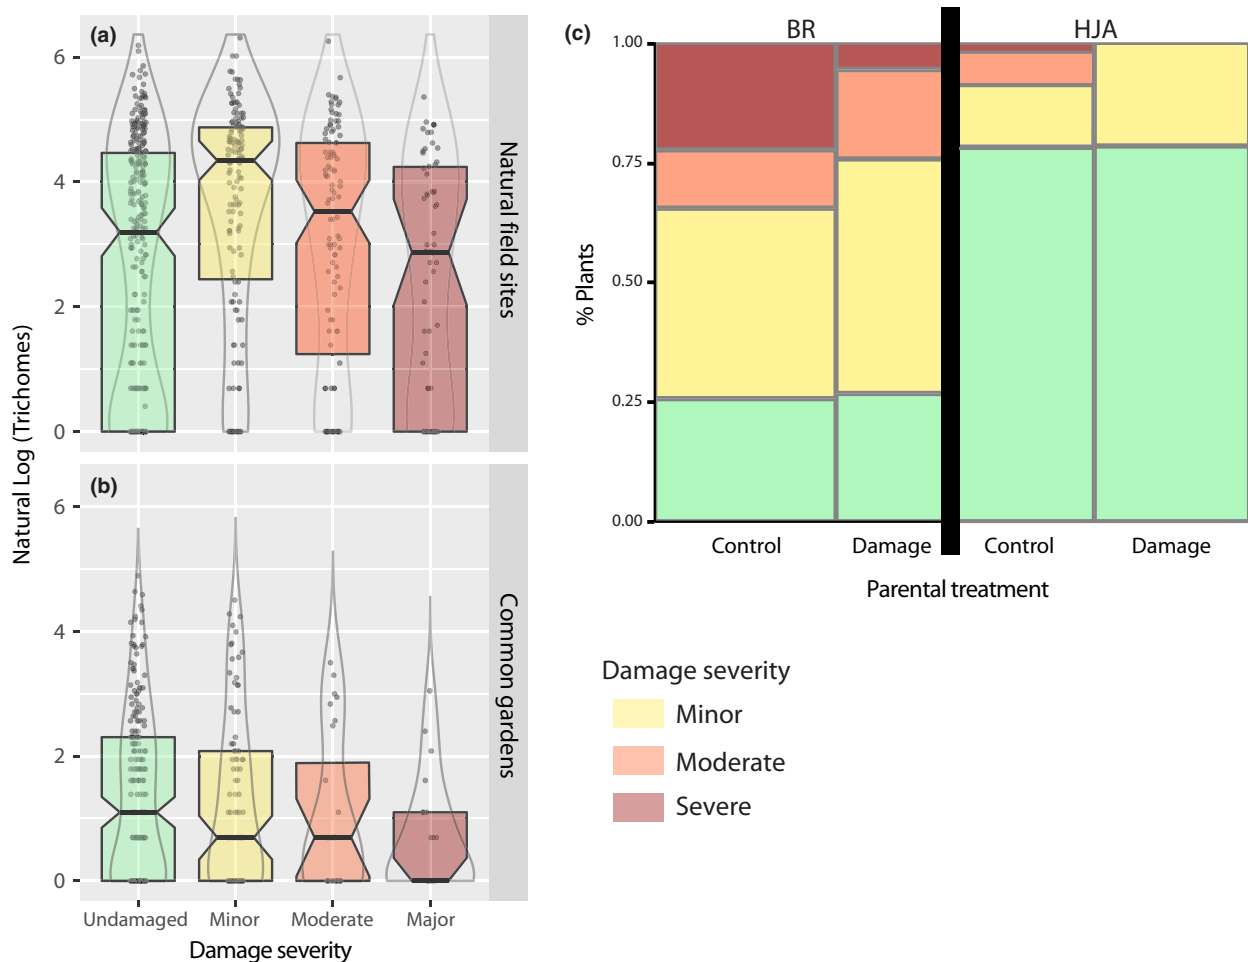 (a)
6
4
2
0
Natural field sites
(b)
6
4
2
0
Common gardens
Natural Log (Trichomes)
Undamaged Minor Moderate Major
Damage severity
(c)
BR HJA
1.00
0.75
0.50
0.25
0.00
% Plants
Control Damage Control Damage
Parental treatment
Damage severity
Minor
Moderate
Severe